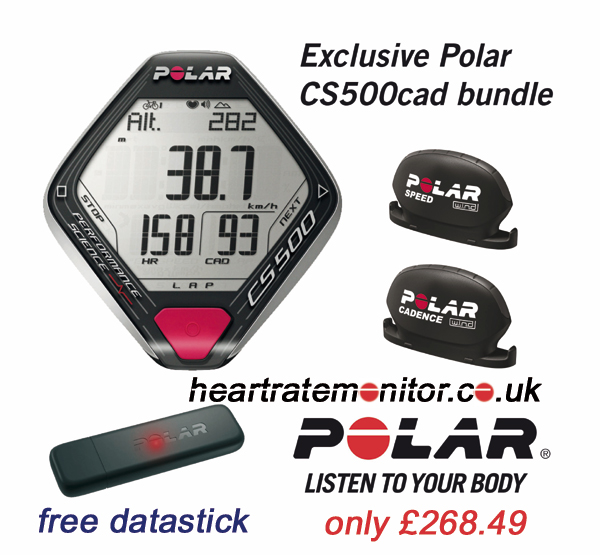 Exclusive Polar
CS500cad bundle
POLAR
Alt. 282
m
38.7
km/h
STOP
NEXT
158 93
HR CAD
PERFORMANCE
SCIENCE
CS500
LAP
POLAR
SPEED
WIND
POLAR
CADENCE
WIND
heartratemonitor.co.uk
POLAR
POLAR®
LISTEN TO YOUR BODY
free datastick
only £268.49